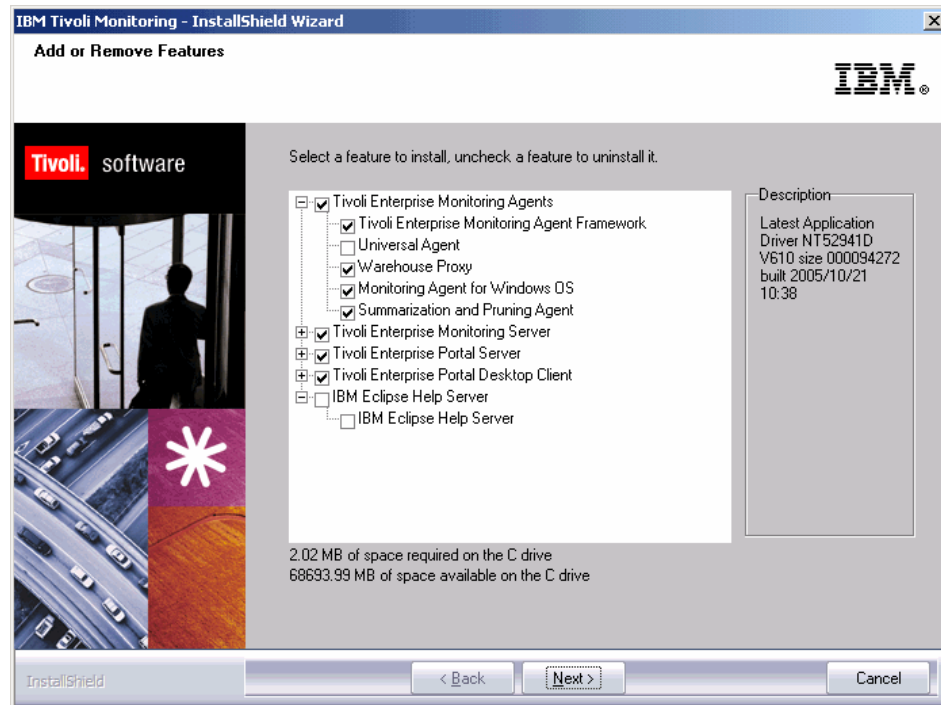 IBM Tivoli Monitoring - InstallShield Wizard
Add or Remove Features
IBM®
Tivoli. software
Select a feature to install, uncheck a feature to uninstall it.
Tivoli Enterprise Monitoring Agents
Tivoli Enterprise Monitoring Agent Framework
Universal Agent
Warehouse Proxy
Monitoring Agent for Windows OS
Summarization and Pruning Agent
Tivoli Enterprise Monitoring Server
Tivoli Enterprise Portal Server
Tivoli Enterprise Portal Desktop Client
IBM Eclipse Help Server
IBM Eclipse Help Server
Description
Latest Application
Driver NT52941D
V610 size 000094272
built 2005/10/21
10:38
2.02 MB of space required on the C drive
68693.99 MB of space available on the C drive
InstallShield
< Back
Next >
Cancel